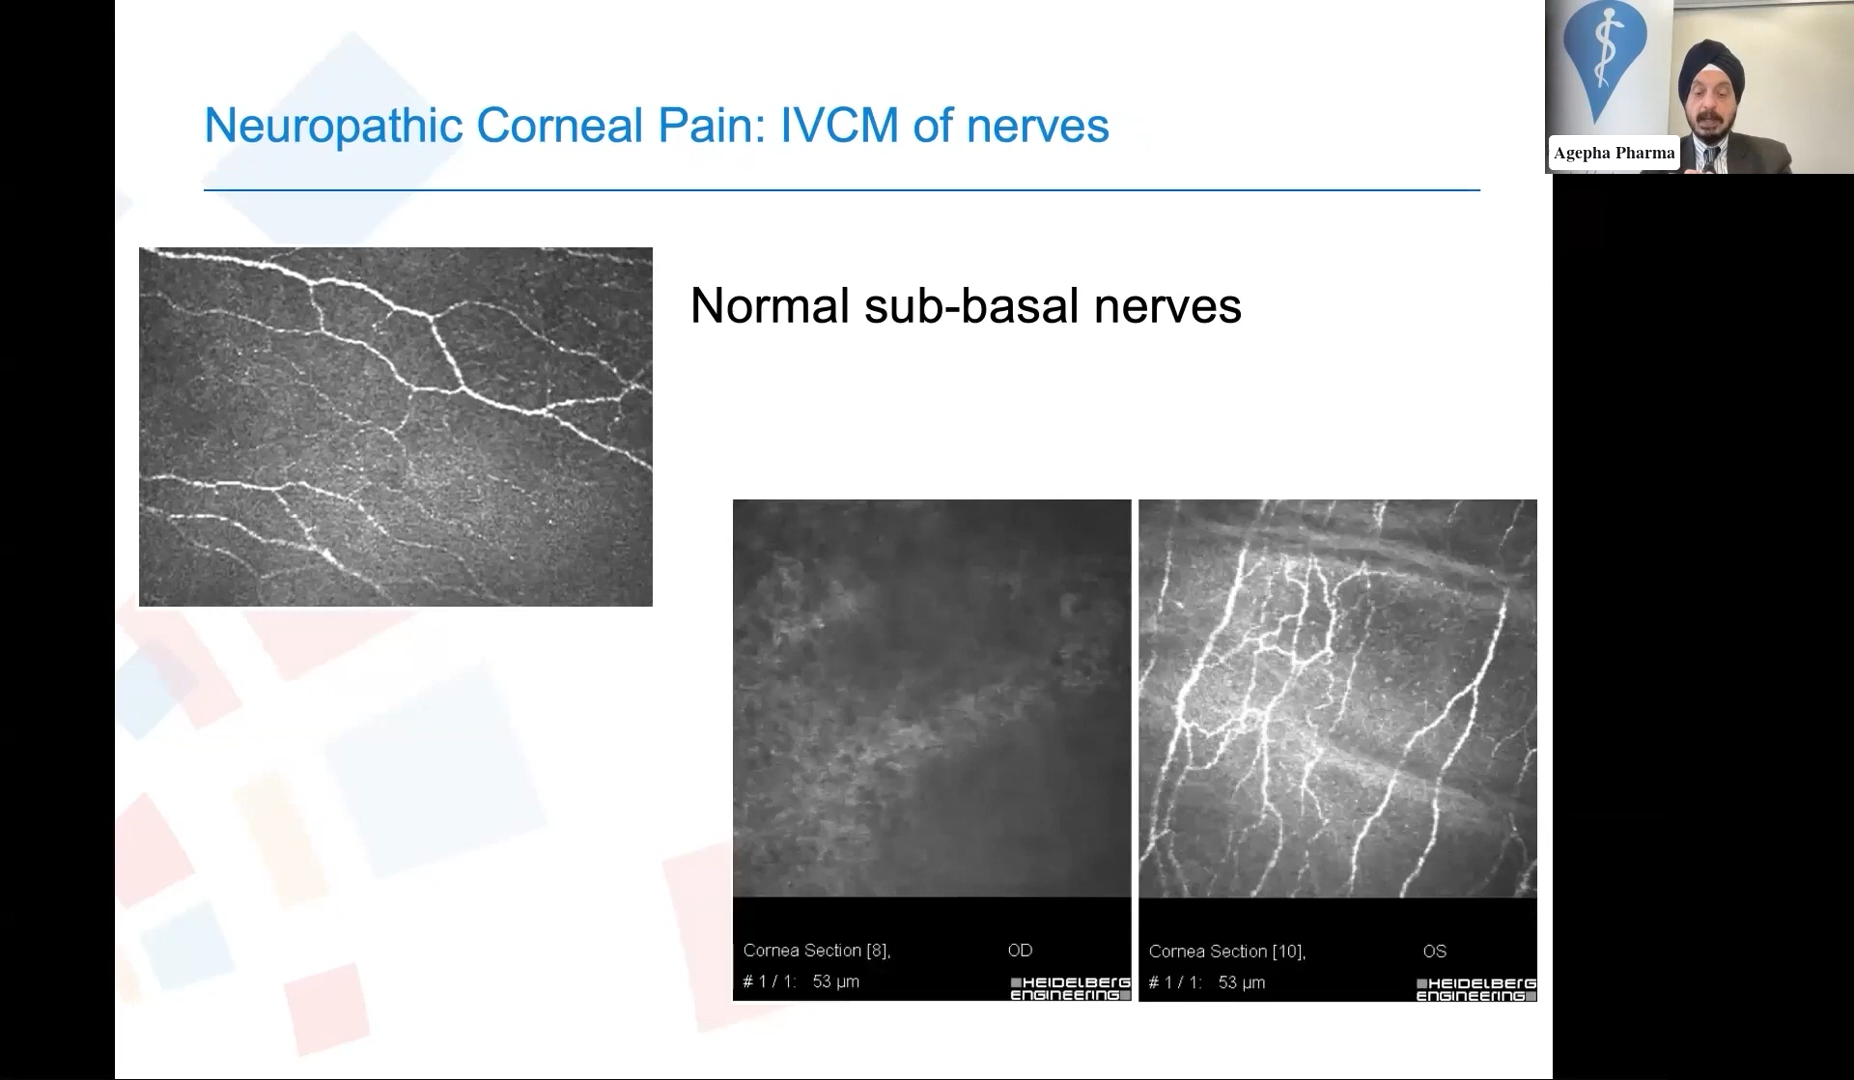 Neuropathic Corneal Pain: IVCM of nerves
Agepha Pharma
Normal sub-basal nerves
Cornea Section [8], OD
# 1 / 1: 53 µm
HEIDELBERG
ENGINEERING
Cornea Section [10], OS
# 1 / 1: 53 µm
HEIDELBERG
ENGINEERING